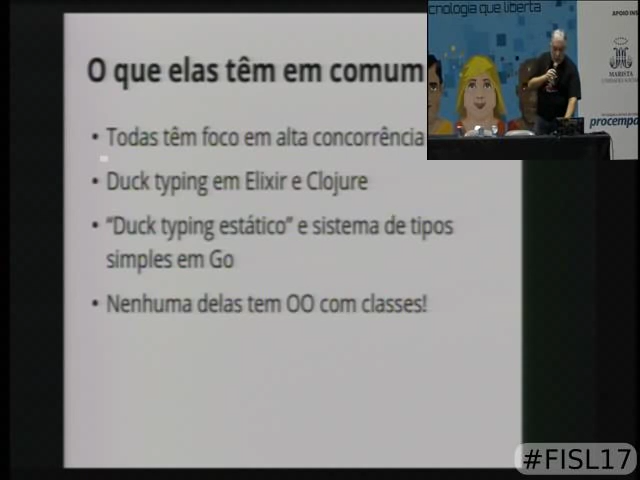 O que elas têm em comum
• Todas têm foco em alta concorrência
• Duck typing em Elixir e Clojure
• “Duck typing estático” e sistema de tipos
simples em Go
• Nenhuma delas tem OO com classes!
cnologia que liberta
APOIO INS
MARISTA
procempa
#FISL17